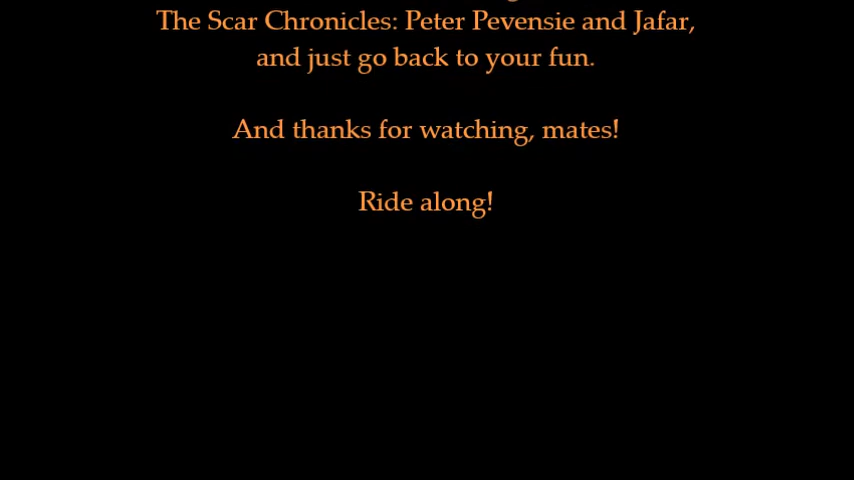 The Scar Chronicles: Peter Pevensie and Jafar,
and just go back to your fun.
And thanks for watching, mates!
Ride along!